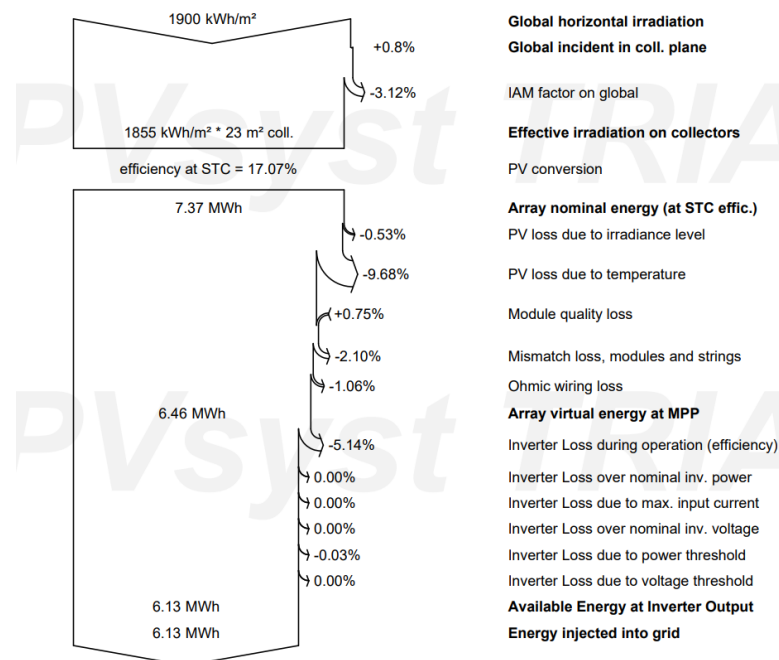 1900 kWh/m² Global horizontal irradiation
+0.8% Global incident in coll. plane
-3.12% IAM factor on global
1855 kWh/m² * 23 m² coll. Effective irradiation on collectors
efficiency at STC = 17.07% PV conversion
7.37 MWh Array nominal energy (at STC effic.)
-0.53% PV loss due to irradiance level
-9.68% PV loss due to temperature
+0.75% Module quality loss
-2.10% Mismatch loss, modules and strings
-1.06% Ohmic wiring loss
6.46 MWh Array virtual energy at MPP
-5.14% Inverter Loss during operation (efficiency)
0.00% Inverter Loss over nominal inv. power
0.00% Inverter Loss due to max. input current
0.00% Inverter Loss over nominal inv. voltage
-0.03% Inverter Loss due to power threshold
0.00% Inverter Loss due to voltage threshold
6.13 MWh Available Energy at Inverter Output
6.13 MWh Energy injected into grid
PVsyst TRIA
PVsyst TRIA